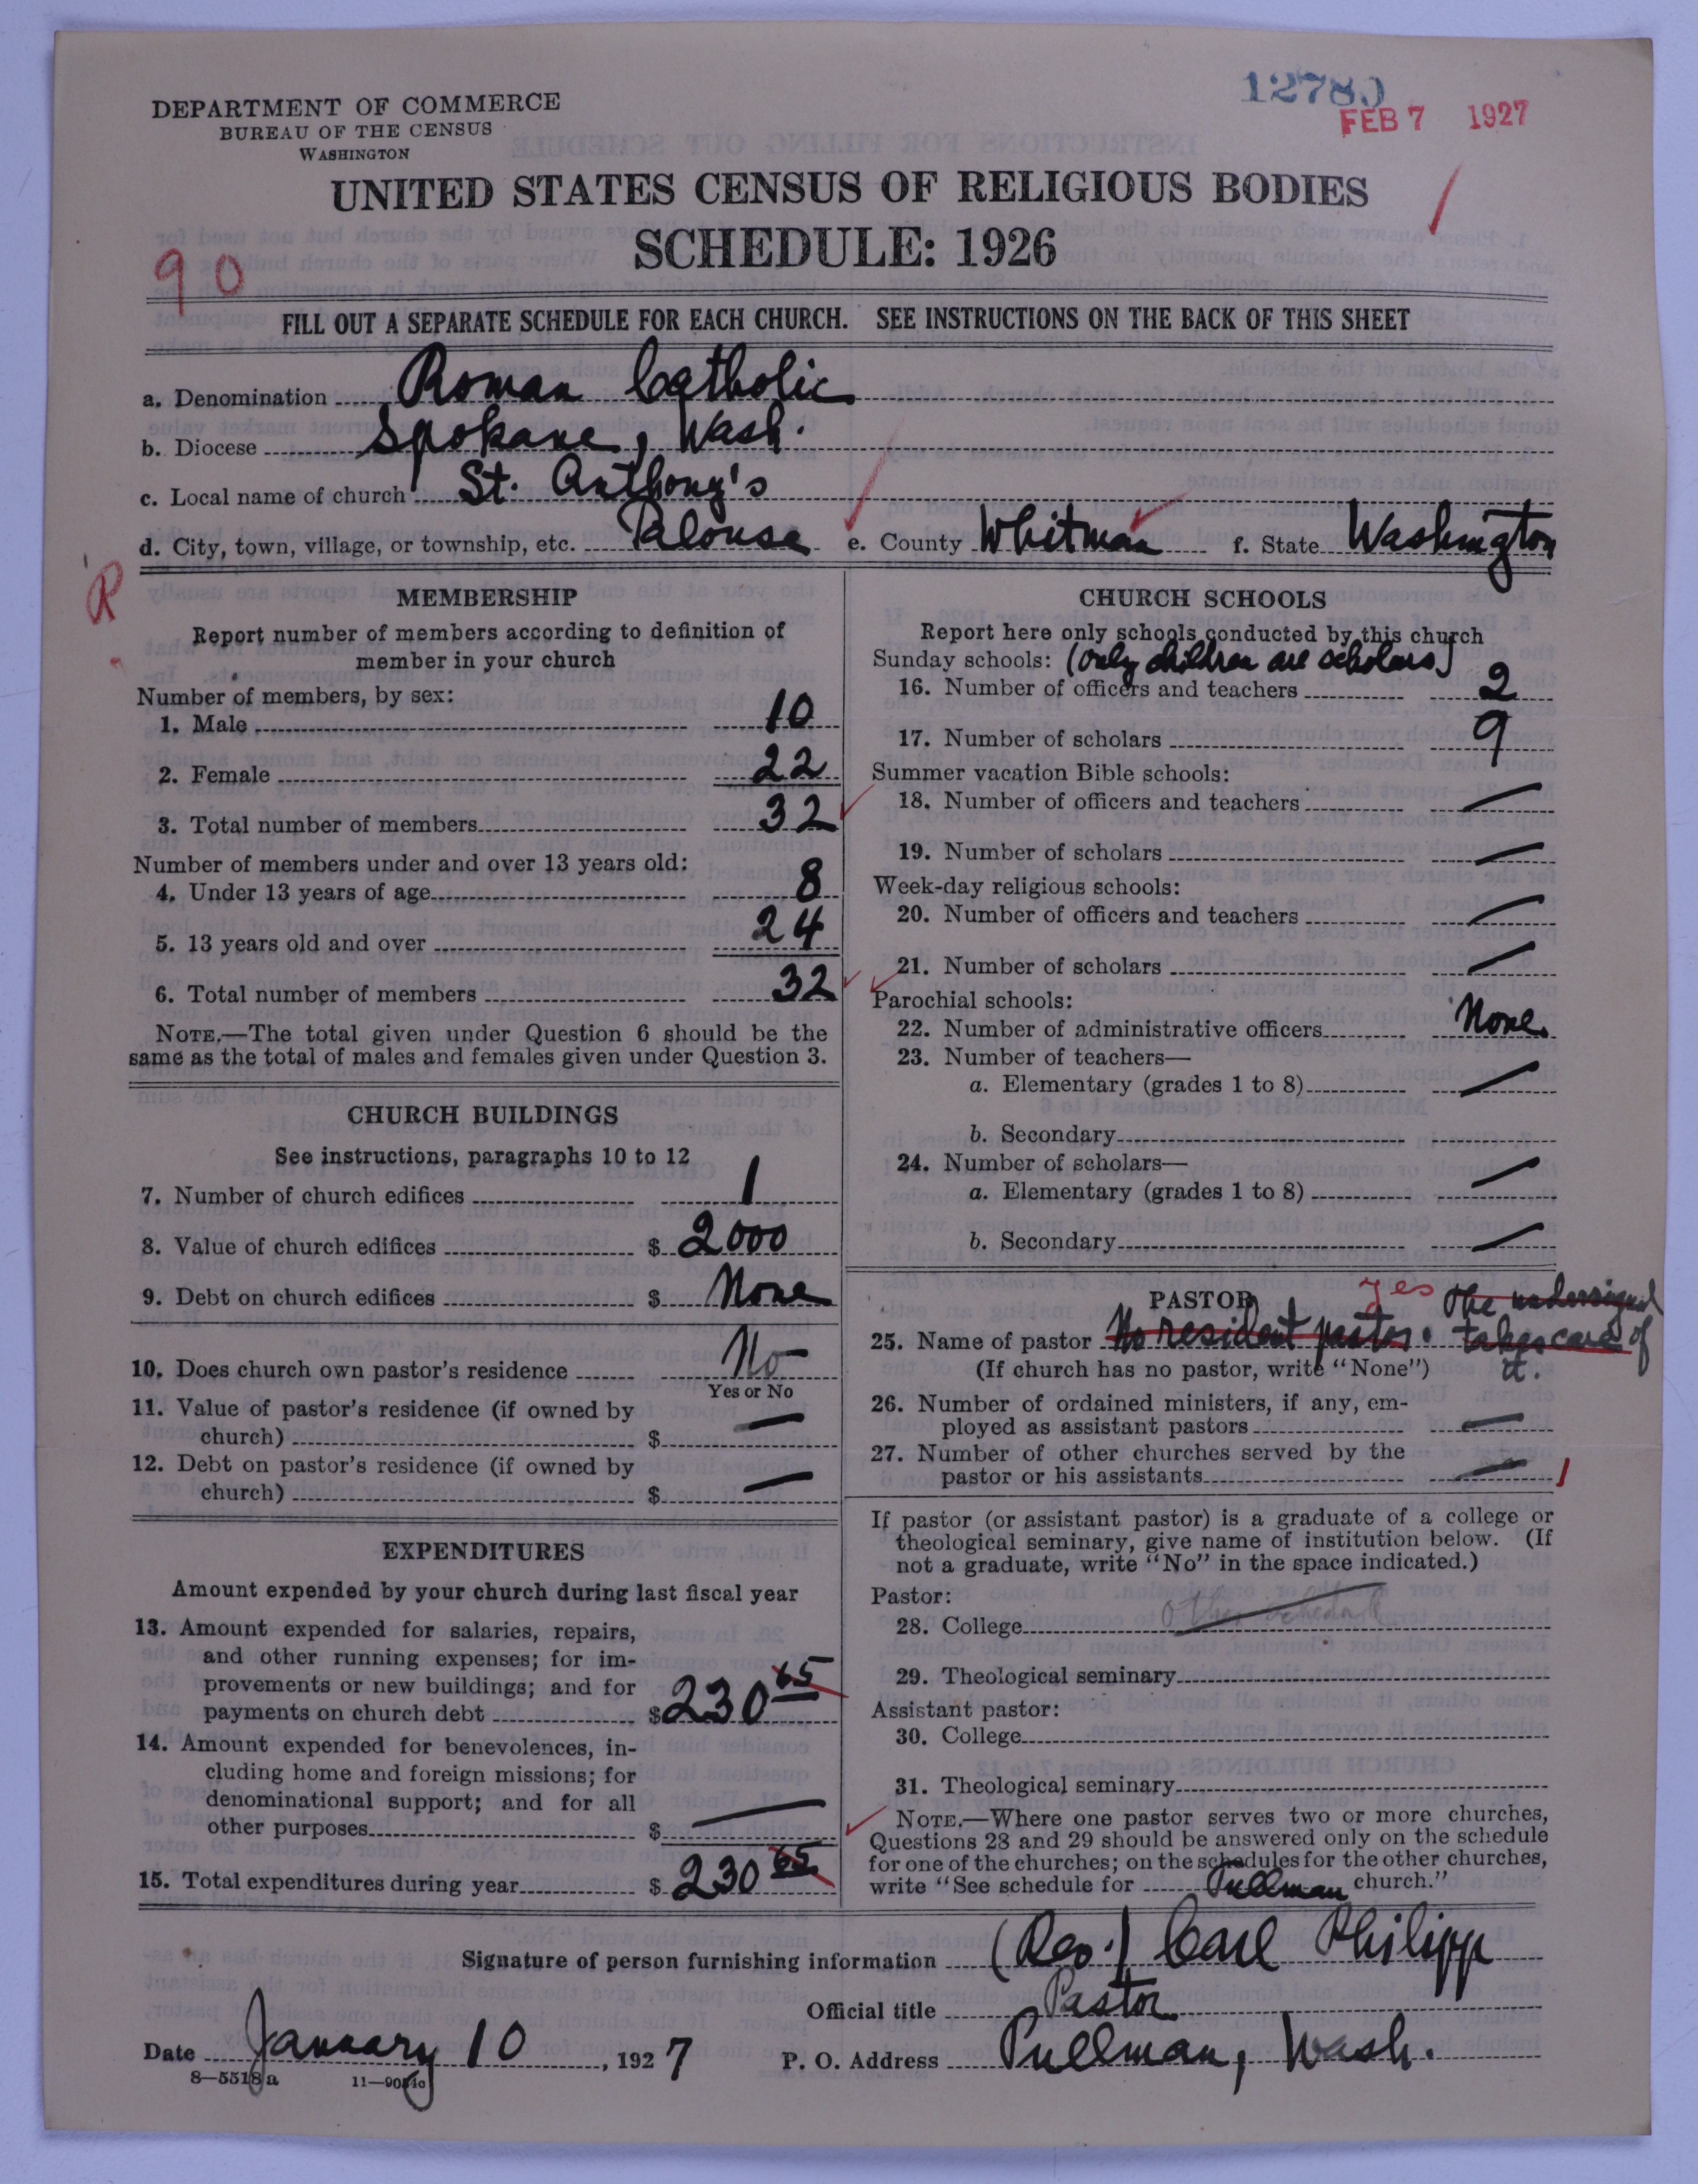 12780
FEB 7 1927
DEPARTMENT OF COMMERCE
BUREAU OF THE CENSUS
WASHINGTON
UNITED STATES CENSUS OF RELIGIOUS BODIES
SCHEDULE: 1926
90
FILL OUT A SEPARATE SCHEDULE FOR EACH CHURCH. SEE INSTRUCTIONS ON THE BACK OF THIS SHEET
a. Denomination Roman Catholic
b. Diocese Spokane, Wash.
c. Local name of church St. Anthony's
d. City, town, village, or township, etc. Palouse e. County Whitman f. State Washington
R
MEMBERSHIP
Report number of members according to definition of
member in your church
Number of members, by sex:
1. Male 10
2. Female 22
3. Total number of members 32
Number of members under and over 13 years old:
4. Under 13 years of age 8
5. 13 years old and over 24
6. Total number of members 32
NOTE.—The total given under Question 6 should be the
same as the total of males and females given under Question 3.
CHURCH BUILDINGS
See instructions, paragraphs 10 to 12
7. Number of church edifices 1
8. Value of church edifices $ 2000
9. Debt on church edifices $ None
10. Does church own pastor's residence No
Yes or No
11. Value of pastor's residence (if owned by
church) $ —
12. Debt on pastor's residence (if owned by
church) $ —
EXPENDITURES
Amount expended by your church during last fiscal year
13. Amount expended for salaries, repairs,
and other running expenses; for im-
provements or new buildings; and for
payments on church debt $ 230 65
14. Amount expended for benevolences, in-
cluding home and foreign missions; for
denominational support; and for all
other purposes $ —
15. Total expenditures during year $ 230 65
CHURCH SCHOOLS
Report here only schools conducted by this church
Sunday schools: (only children are scholars)
16. Number of officers and teachers 2
17. Number of scholars 9
Summer vacation Bible schools:
18. Number of officers and teachers —
19. Number of scholars —
Week-day religious schools:
20. Number of officers and teachers —
21. Number of scholars —
Parochial schools:
22. Number of administrative officers None
23. Number of teachers—
a. Elementary (grades 1 to 8) —
b. Secondary
24. Number of scholars—
a. Elementary (grades 1 to 8) —
b. Secondary —
PASTOR yes The undersigned
25. Name of pastor No resident pastor. takes care of
(If church has no pastor, write "None") it.
26. Number of ordained ministers, if any, em-
ployed as assistant pastors —
27. Number of other churches served by the
pastor or his assistants — 1
If pastor (or assistant pastor) is a graduate of a college or
theological seminary, give name of institution below. (If
not a graduate, write "No" in the space indicated.)
Pastor:
28. College Other
29. Theological seminary
Assistant pastor:
30. College
31. Theological seminary
NOTE.—Where one pastor serves two or more churches,
Questions 28 and 29 should be answered only on the schedule
for one of the churches; on the schedules for the other churches,
write "See schedule for Pullman church."
Signature of person furnishing information (Rev.) Carl Philipp
Official title Pastor
Date January 10, 1927 P. O. Address Pullman, Wash.
8—5518a 11—9034c